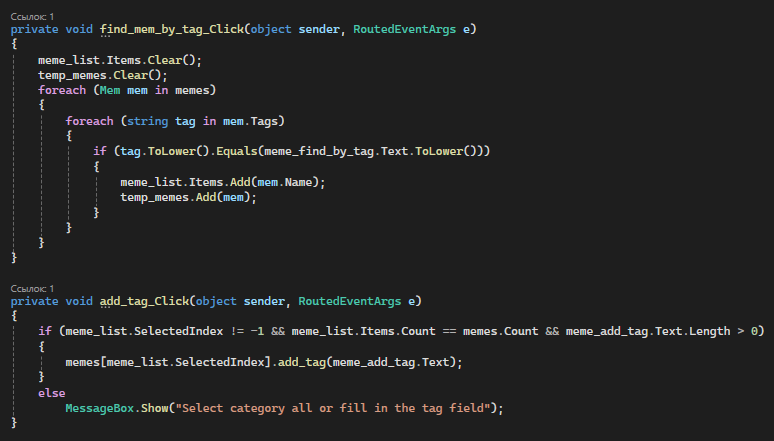 Ссылок: 1
private void find_mem_by_tag_Click(object sender, RoutedEventArgs e)
{
    meme_list.Items.Clear();
    temp_memes.Clear();
    foreach (Mem mem in memes)
    {
        foreach (string tag in mem.Tags)
        {
            if (tag.ToLower().Equals(meme_find_by_tag.Text.ToLower()))
            {
                meme_list.Items.Add(mem.Name);
                temp_memes.Add(mem);
            }
        }
    }
}
Ссылок: 1
private void add_tag_Click(object sender, RoutedEventArgs e)
{
    if (meme_list.SelectedIndex != -1 && meme_list.Items.Count == memes.Count && meme_add_tag.Text.Length > 0)
    {
        memes[meme_list.SelectedIndex].add_tag(meme_add_tag.Text);
    }
    else
        MessageBox.Show("Select category all or fill in the tag field");
}